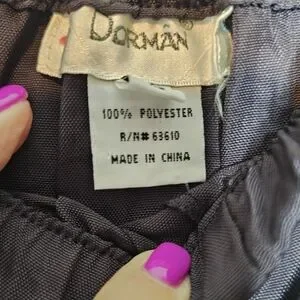 DORMAN®
100% POLYESTER
R/N# 63610
MADE IN CHINA